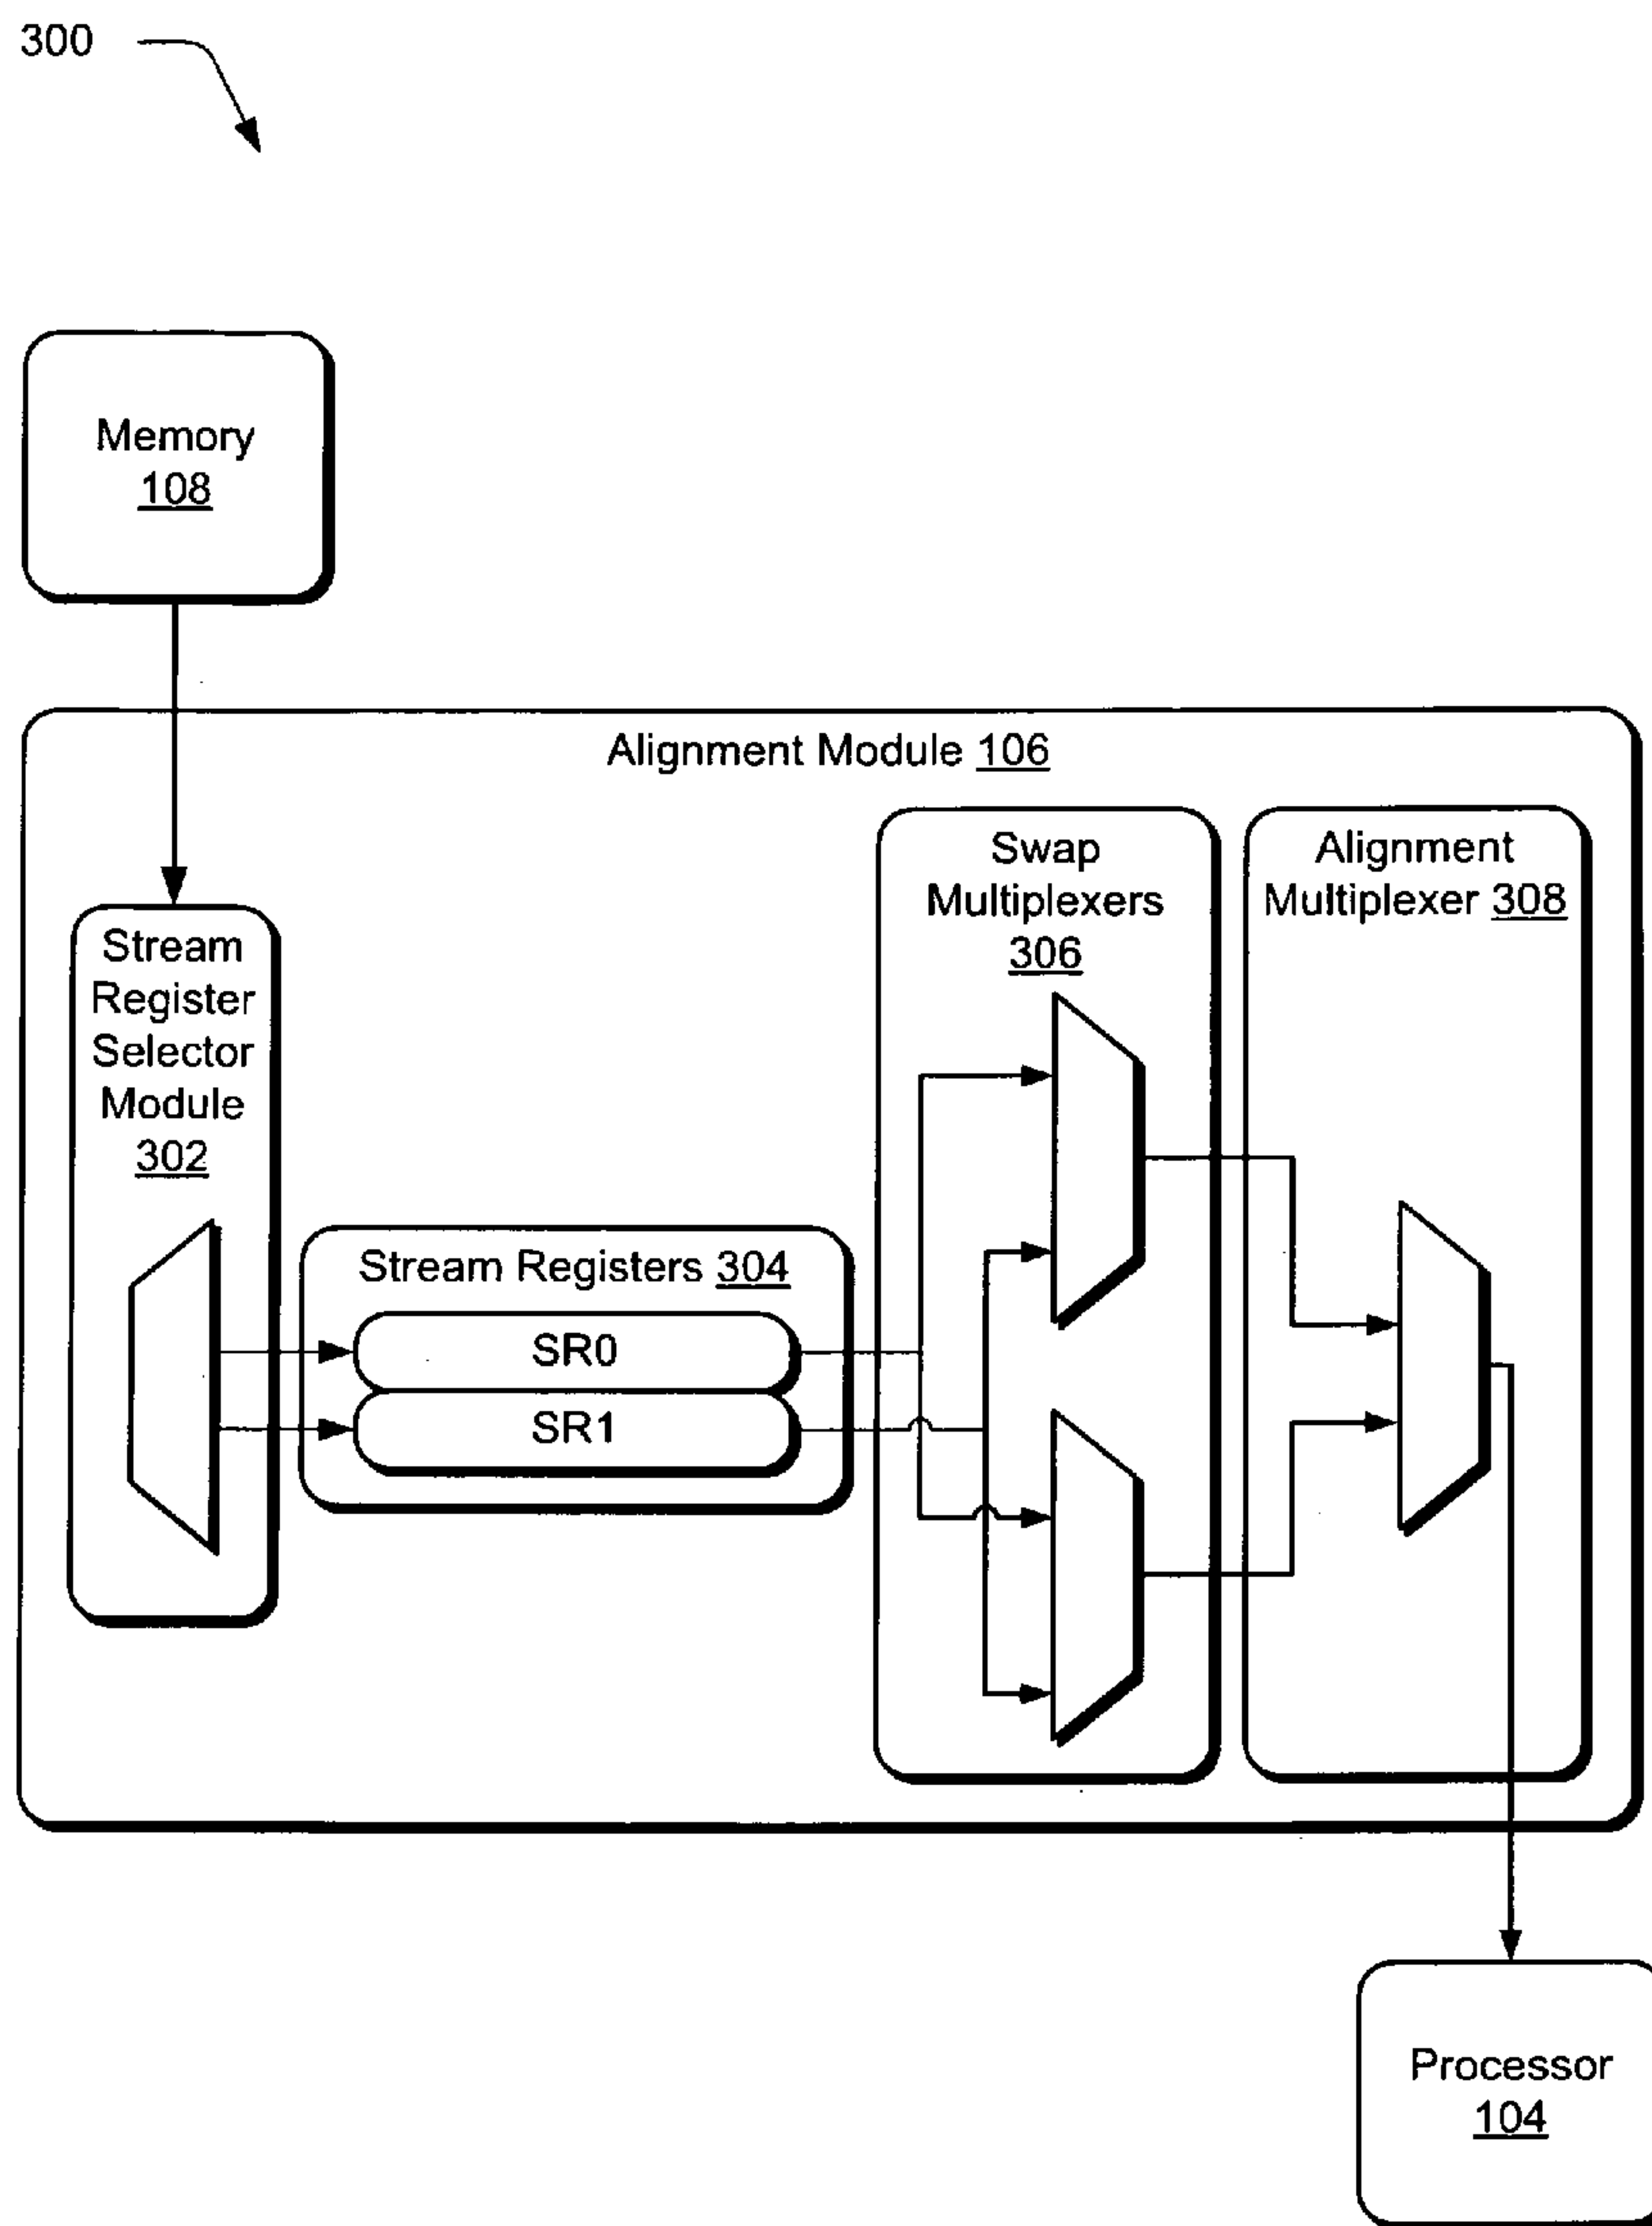 300
Memory
108
Alignment Module 106
Swap
Multiplexers
306
Alignment
Multiplexer 308
Stream
Register
Selector
Module
302
Stream Registers 304
SR0
SR1
Processor
104